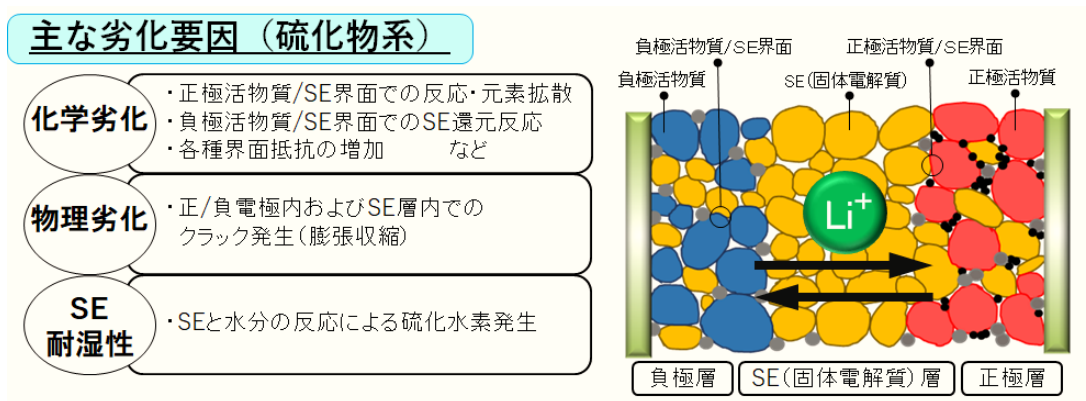 主な劣化要因（硫化物系）
化学劣化
・正極活物質/SE界面での反応・元素拡散
・負極活物質/SE界面でのSE還元反応
・各種界面抵抗の増加　　など
物理劣化
・正/負電極内およびSE層内での
クラック発生（膨張収縮）
SE
耐湿性
・SEと水分の反応による硫化水素発生
負極活物質/SE界面
正極活物質/SE界面
負極活物質
SE(固体電解質)
正極活物質
Li+
負極層
SE(固体電解質)層
正極層